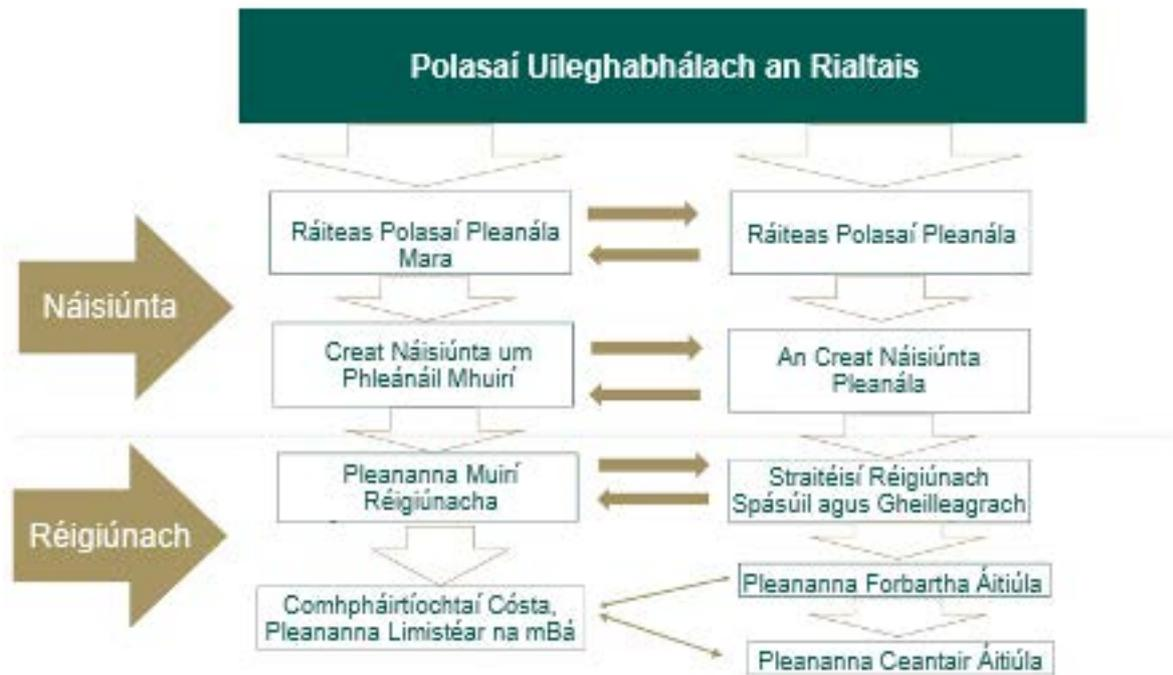 Polasaí Uileghabhálach an Rialtais
Ráiteas Polasaí Pleanála
Mara
Ráiteas Polasaí Pleanála
Náisiúnta
Creat Náisiúnta um
Phleánáil Mhuirí
An Creat Náisiúnta
Pleanála
Pleananna Muirí
Réigiúnacha
Straitéisí Réigiúnach
Spásúil agus Gheilleagrach
Réigiúnach
Comhpháirtíochtaí Cósta,
Pleananna Limistéar na mBá
Pleananna Forbartha Áitiúla
Pleananna Ceantair Áitiúla